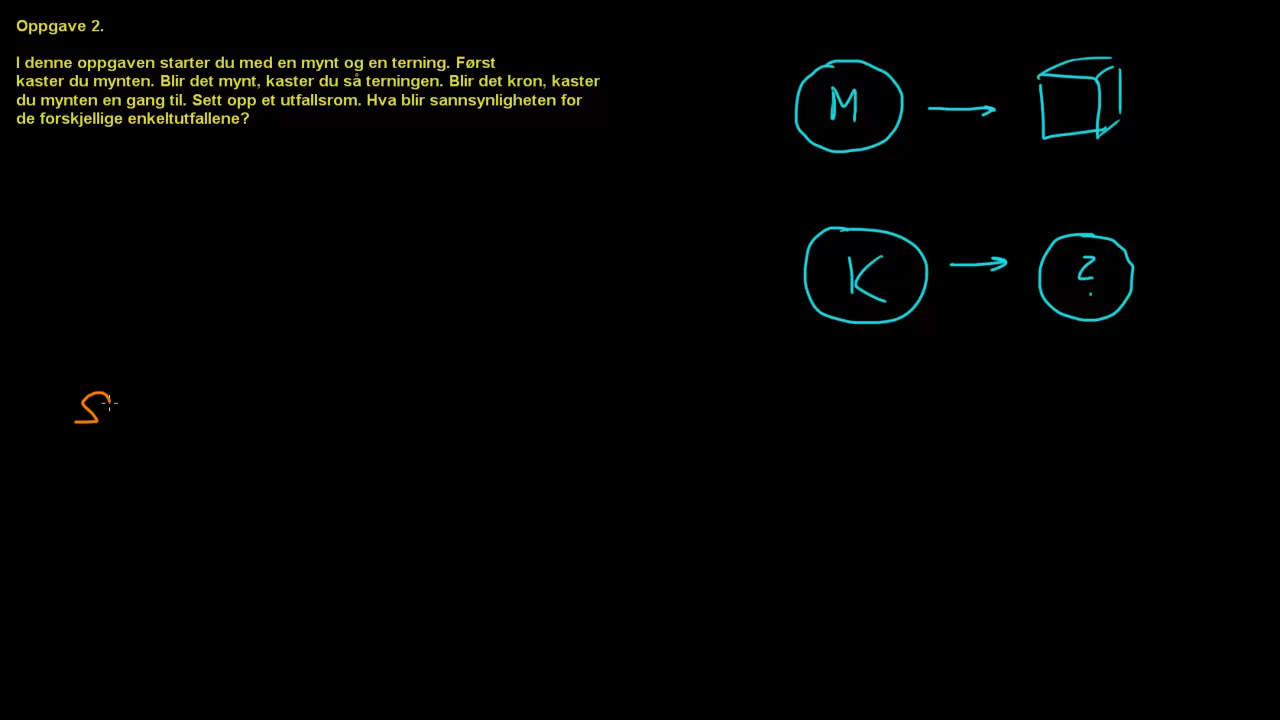 Oppgave 2.
I denne oppgaven starter du med en mynt og en terning. Først
kaster du mynten. Blir det mynt, kaster du så terningen. Blir det kron, kaster
du mynten en gang til. Sett opp et utfallsrom. Hva blir sannsynligheten for
de forskjellige enkeltutfallene?
M
K
?
S